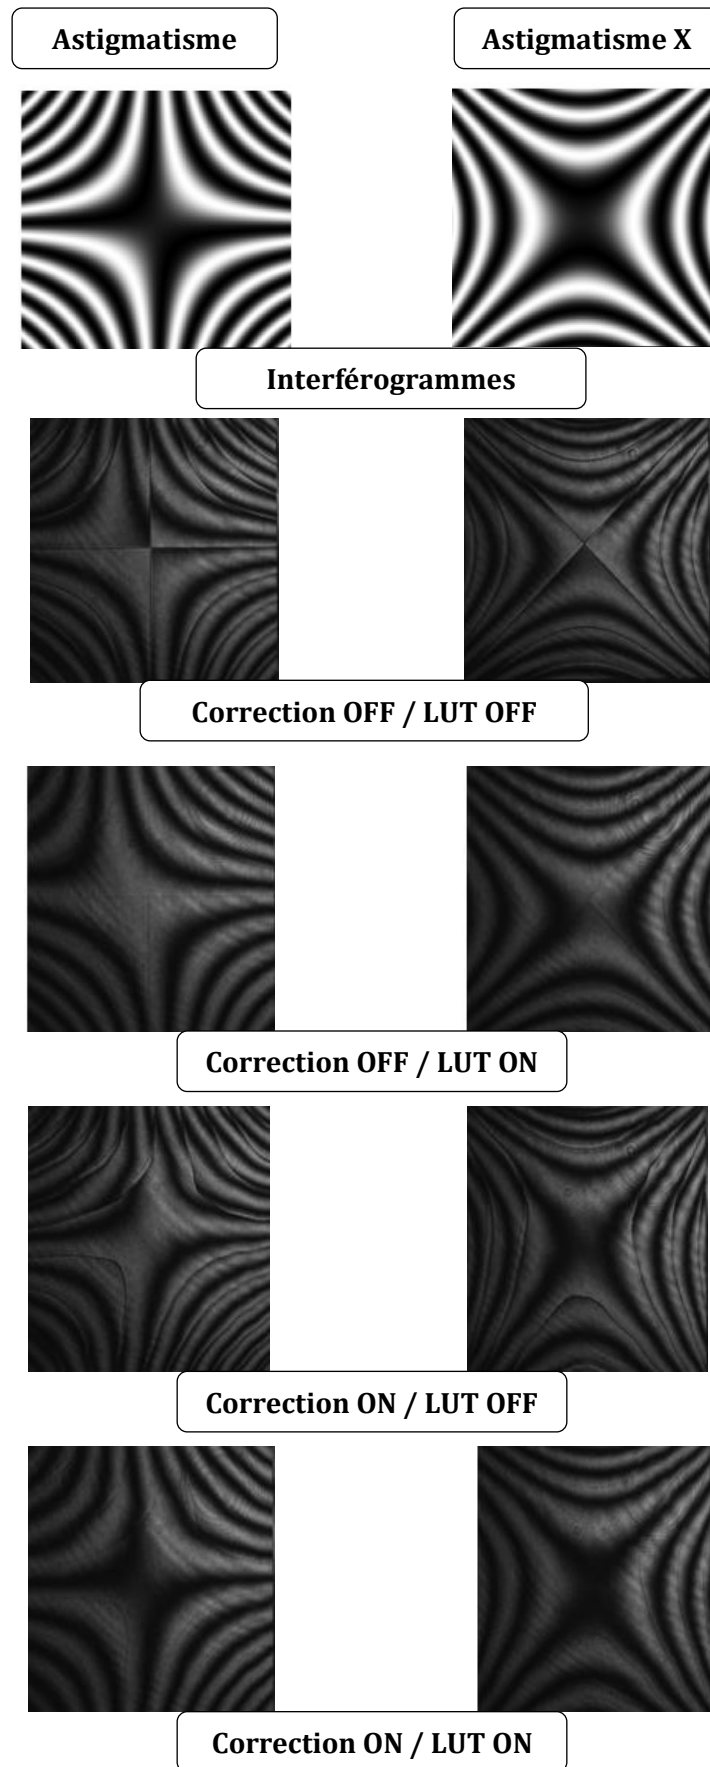 Astigmatisme
Astigmatisme X
Interférogrammes
Correction OFF / LUT OFF
Correction OFF / LUT ON
Correction ON / LUT OFF
Correction ON / LUT ON